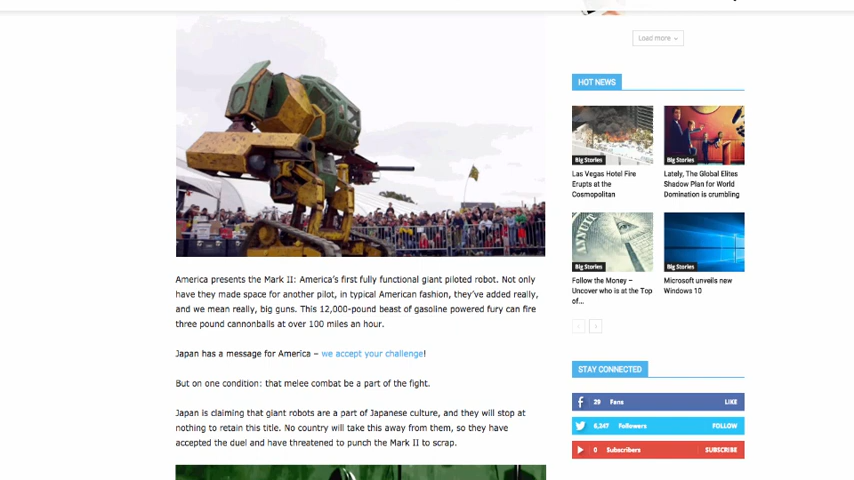 Load more
HOT NEWS
Big Stories
Big Stories
Las Vegas Hotel Fire
Erupts at the
Cosmopolitan
Lately, The Global Elites
Shadow Plan for World
Domination is crumbling
ANNUIT
Big Stories
Big Stories
Follow the Money –
Uncover who is at the Top
of...
Microsoft unveils new
Windows 10
America presents the Mark II: America's first fully functional giant piloted robot. Not only
have they made space for another pilot, in typical American fashion, they've added really,
and we mean really, big guns. This 12,000-pound beast of gasoline powered fury can fire
three pound cannonballs at over 100 miles an hour.
Japan has a message for America – we accept your challenge!
But on one condition: that melee combat be a part of the fight.
Japan is claiming that giant robots are a part of Japanese culture, and they will stop at
nothing to retain this title. No country will take this away from them, so they have
accepted the duel and have threatened to punch the Mark II to scrap.
STAY CONNECTED
29 Fans LIKE
6,347 Followers FOLLOW
0 Subscribers SUBSCRIBE